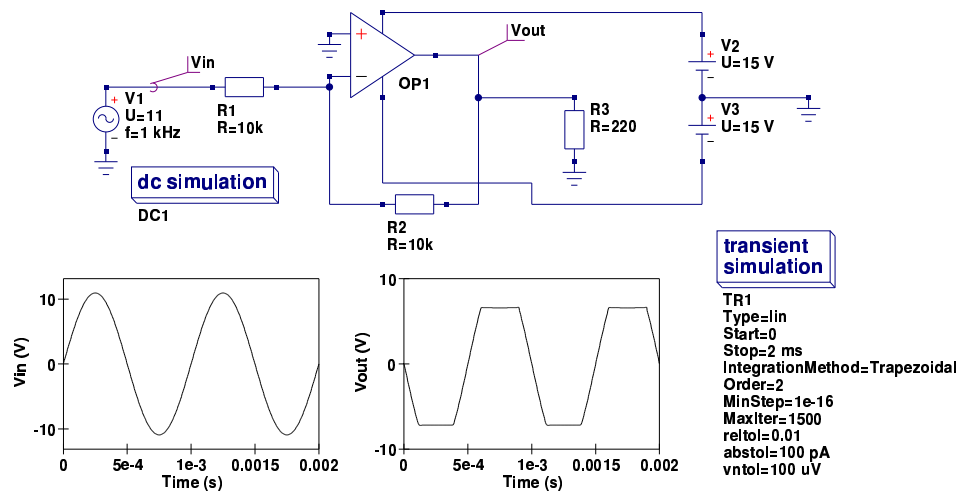 Vin
V1
U=11
f=1 kHz
R1
R=10k
+
−
OP1
Vout
R3
R=220
V2
U=15 V
V3
U=15 V
dc simulation
DC1
R2
R=10k
transient
simulation
TR1
Type=lin
Start=0
Stop=2 ms
IntegrationMethod=Trapezoidal
Order=2
MinStep=1e-16
MaxIter=1500
reltol=0.01
abstol=100 pA
vntol=100 uV
Vin (V)
10
0
-10
0 5e-4 1e-3 0.0015 0.002
Time (s)
Vout (V)
10
0
-10
0 5e-4 1e-3 0.0015 0.002
Time (s)